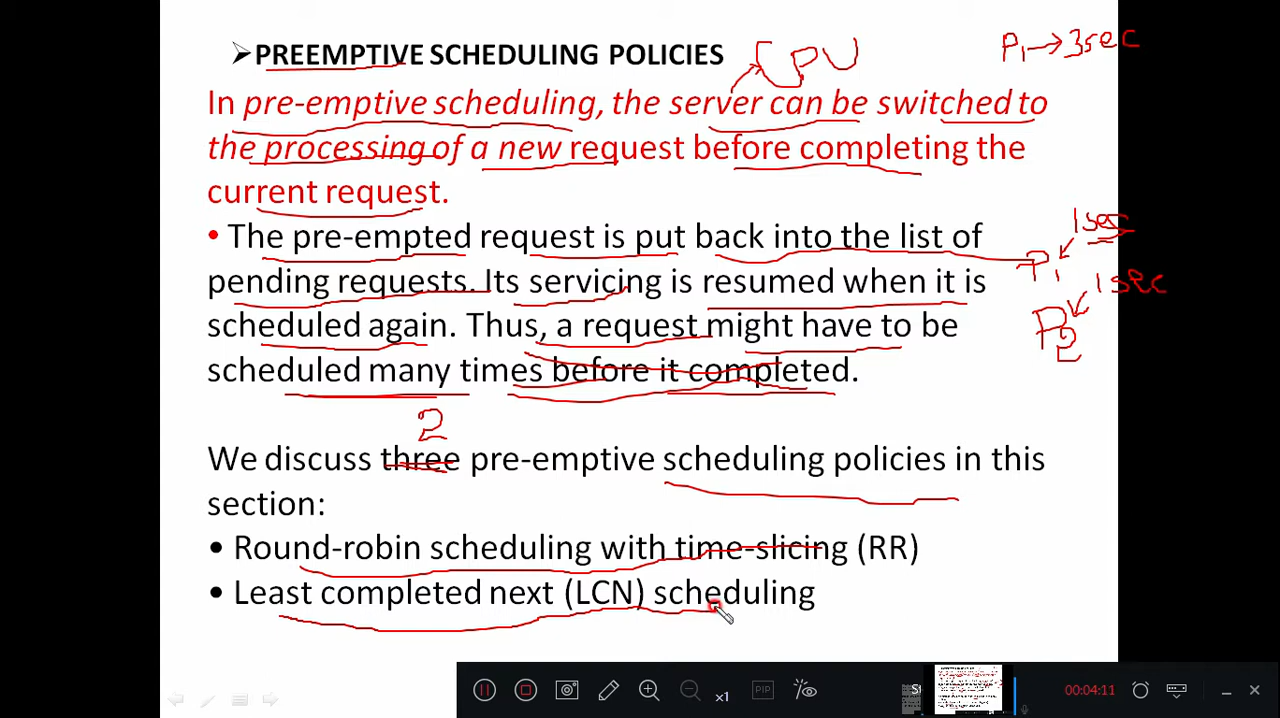 ➢PREEMPTIVE SCHEDULING POLICIES
CPU
P1→3sec
In pre-emptive scheduling, the server can be switched to
the processing of a new request before completing the
current request.
• The pre-empted request is put back into the list of
1sec
P1
pending requests. Its servicing is resumed when it is
1sec
scheduled again. Thus, a request might have to be
P2
scheduled many times before it completed.
2
We discuss three pre-emptive scheduling policies in this
section:
• Round-robin scheduling with time-slicing (RR)
• Least completed next (LCN) scheduling
x1
PIP
00:04:11